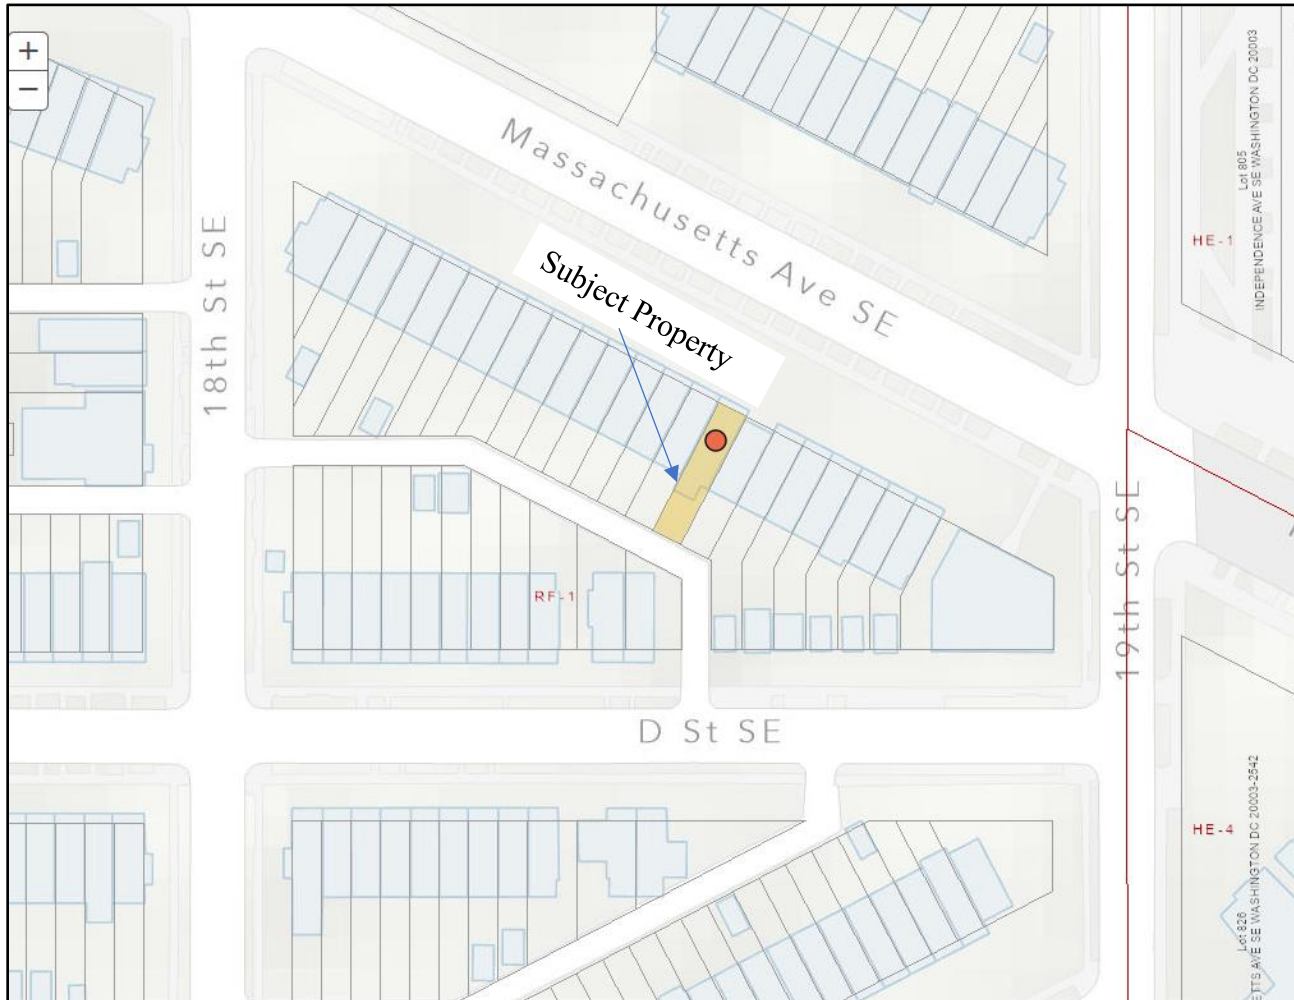 +
−
Massachusetts Ave SE
Subject Property
18th St SE
19th St SE
D St SE
RF-1
HE-1
HE-4
Lot 805
INDEPENDENCE AVE SE WASHINGTON DC 20003
Lot 826
ETTS AVE SE WASHINGTON DC 20003-2542